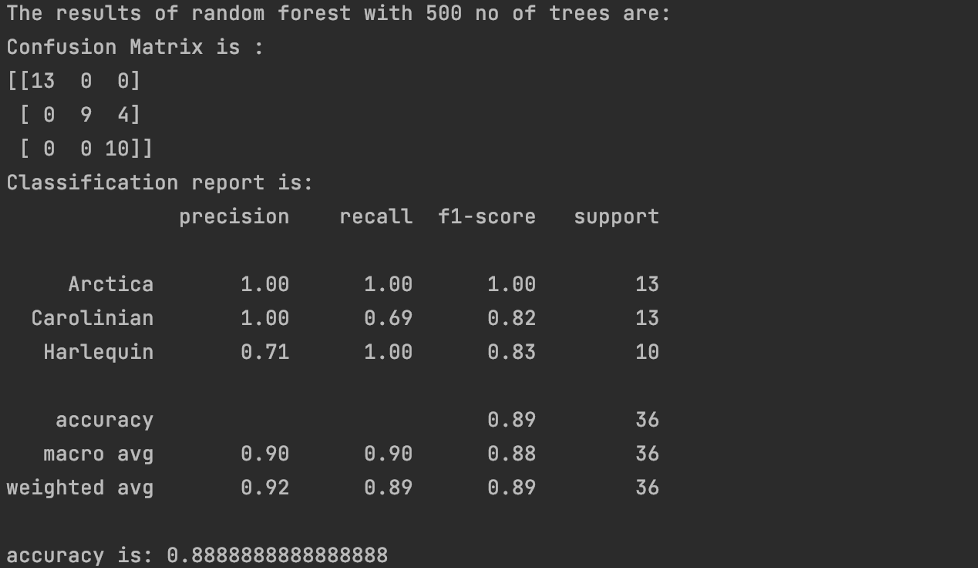 The results of random forest with 500 no of trees are:
Confusion Matrix is :
[[13  0  0]
 [ 0  9  4]
 [ 0  0 10]]
Classification report is:
              precision    recall  f1-score   support

     Arctica       1.00      1.00      1.00        13
  Carolinian       1.00      0.69      0.82        13
   Harlequin       0.71      1.00      0.83        10

    accuracy                           0.89        36
   macro avg       0.90      0.90      0.88        36
weighted avg       0.92      0.89      0.89        36

accuracy is: 0.8888888888888888